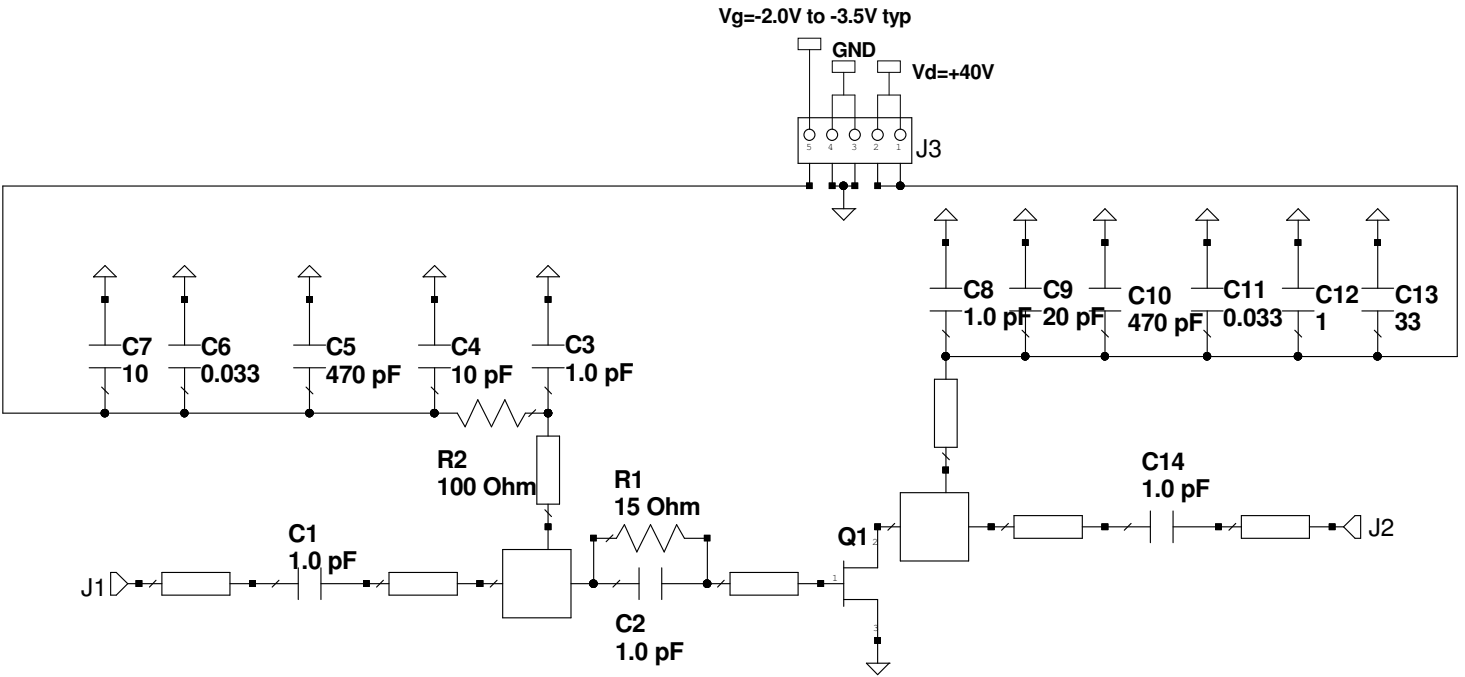 Vg=-2.0V to -3.5V typ
GND
Vd=+40V
5 4 3 2 1
J3
C7
10
C6
0.033
C5
470 pF
C4
10 pF
C3
1.0 pF
C8
1.0 pF
C9
20 pF
C10
470 pF
C11
0.033
C12
1
C13
33
R2
100 Ohm
R1
15 Ohm
C14
1.0 pF
C1
1.0 pF
Q1
2
J2
J1
1
C2
1.0 pF
3